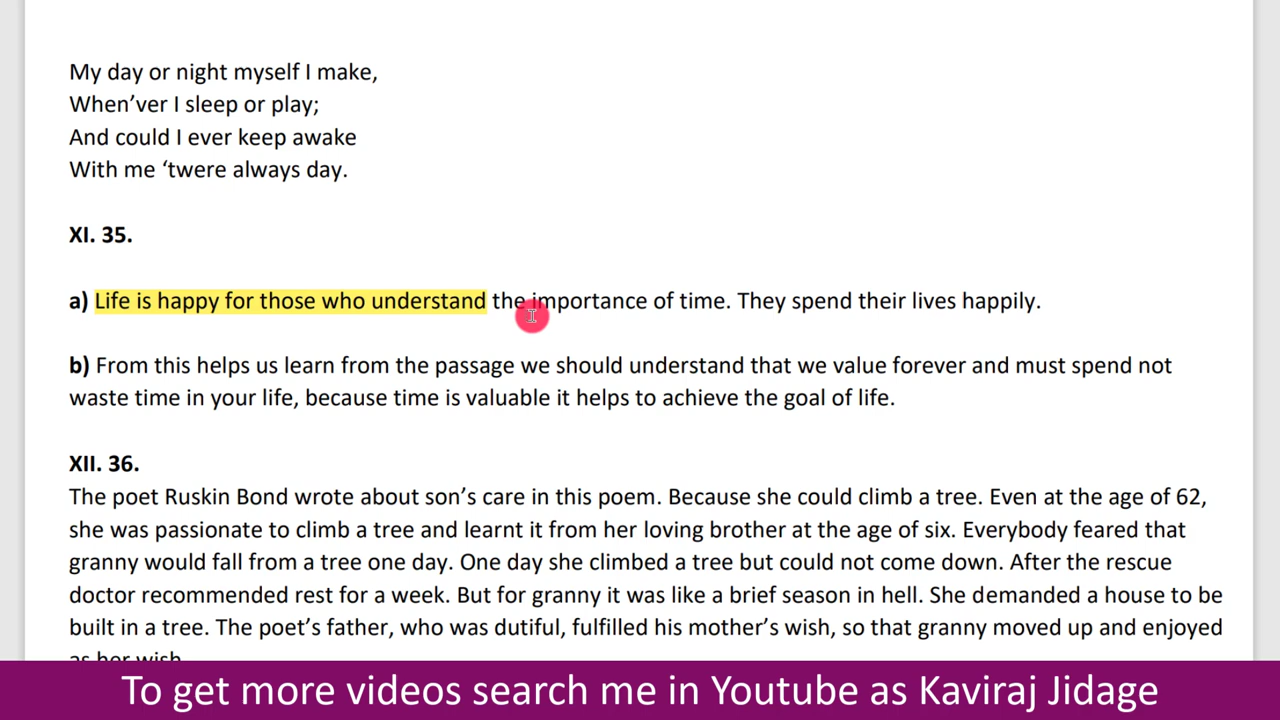 My day or night myself I make,
When’ver I sleep or play;
And could I ever keep awake
With me ‘twere always day.
XI. 35.
a) Life is happy for those who understand the importance of time. They spend their lives happily.
b) From this helps us learn from the passage we should understand that we value forever and must spend not
waste time in your life, because time is valuable it helps to achieve the goal of life.
XII. 36.
The poet Ruskin Bond wrote about son’s care in this poem. Because she could climb a tree. Even at the age of 62,
she was passionate to climb a tree and learnt it from her loving brother at the age of six. Everybody feared that
granny would fall from a tree one day. One day she climbed a tree but could not come down. After the rescue
doctor recommended rest for a week. But for granny it was like a brief season in hell. She demanded a house to be
built in a tree. The poet’s father, who was dutiful, fulfilled his mother’s wish, so that granny moved up and enjoyed
as her wish
To get more videos search me in Youtube as Kaviraj Jidage